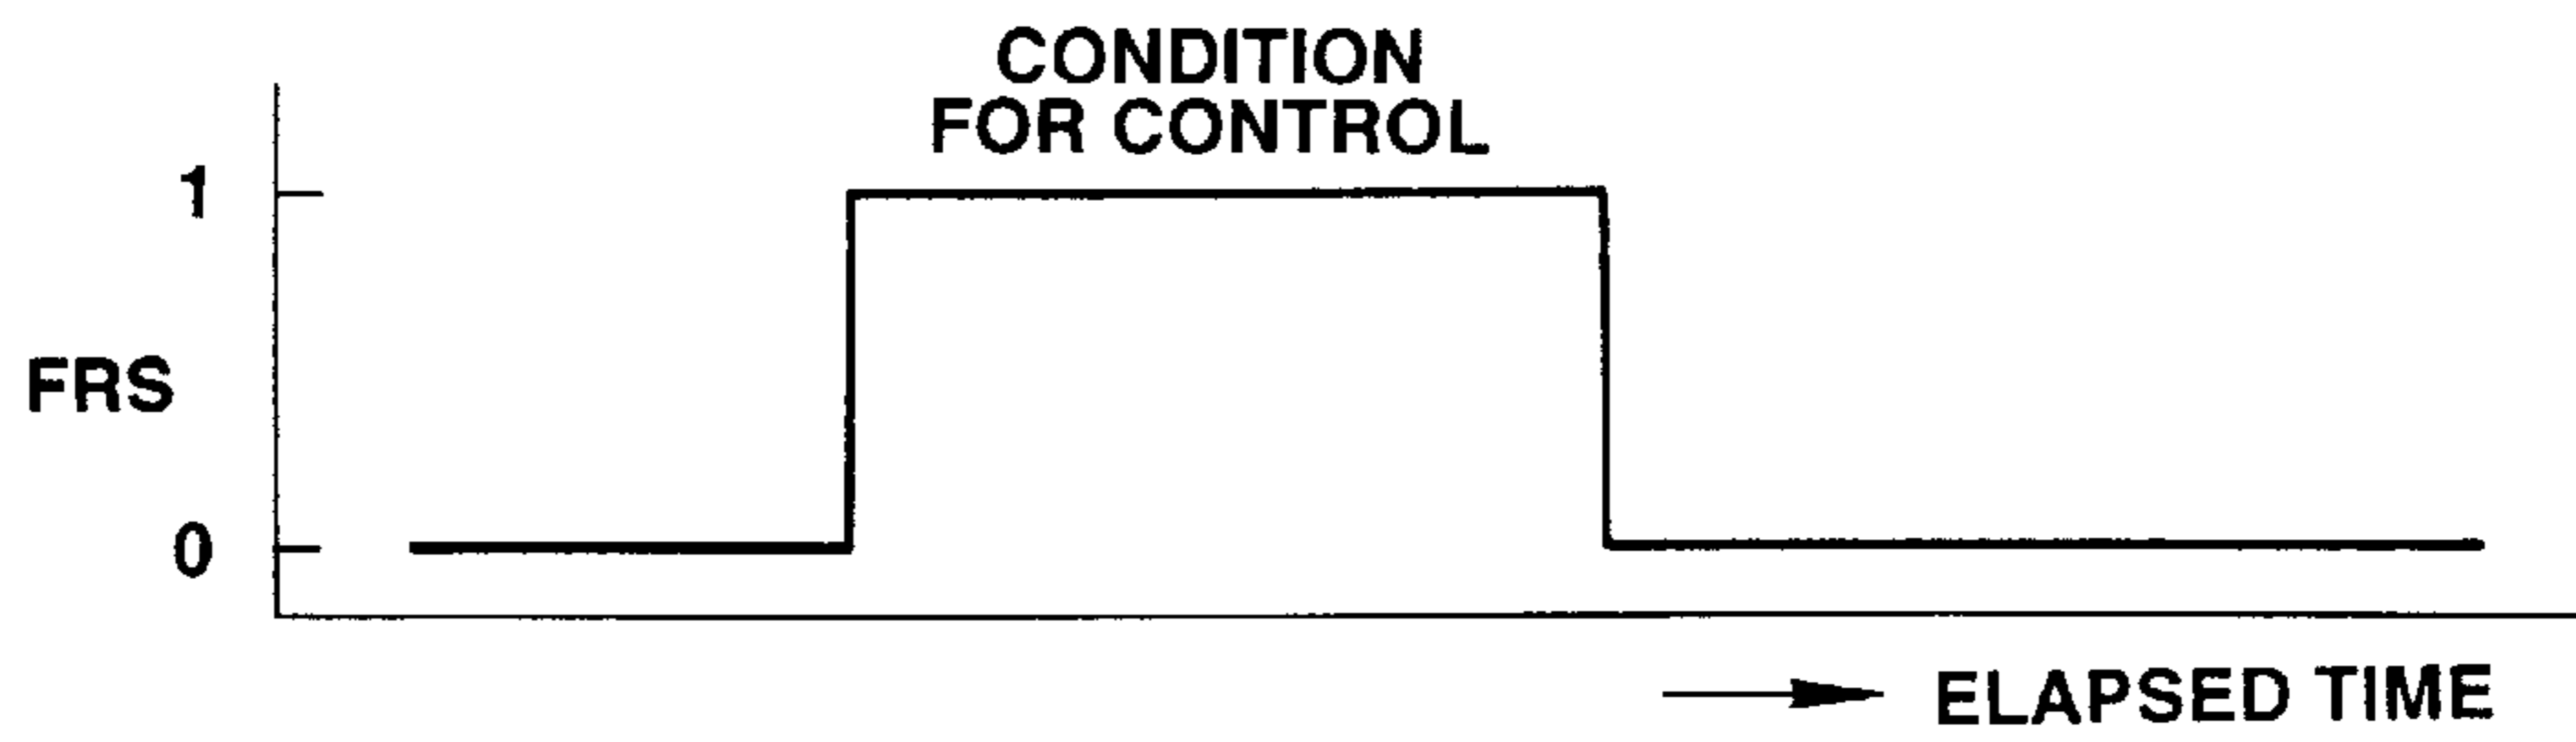 CONDITION
FOR CONTROL
1
FRS
0
ELAPSED TIME